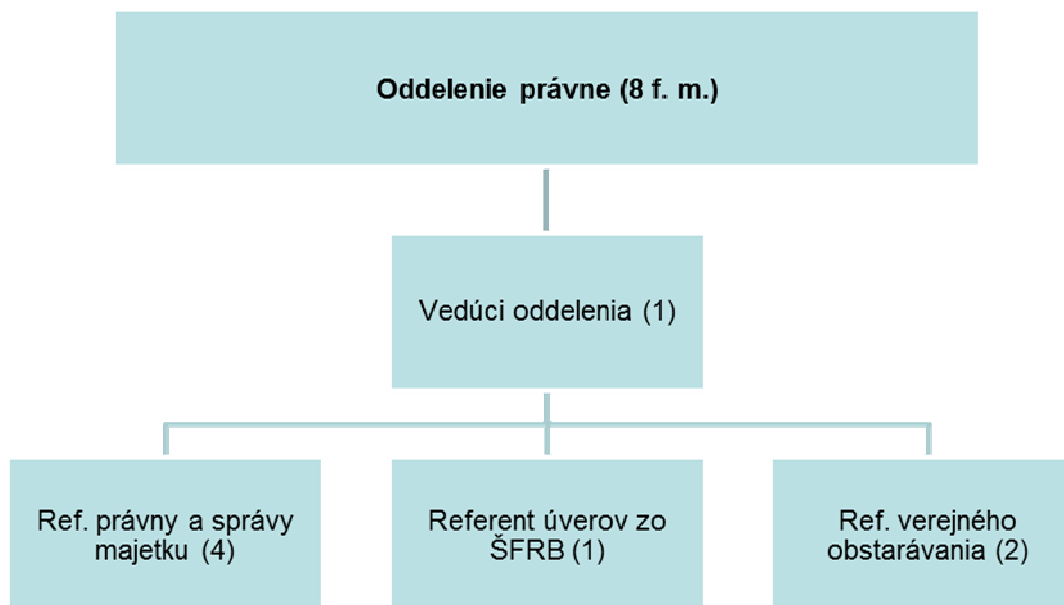 Oddelenie právne (8 f. m.)
Vedúci oddelenia (1)
Ref. právny a správy
majetku (4)
Referent úverov zo
ŠFRB (1)
Ref. verejného
obstarávania (2)